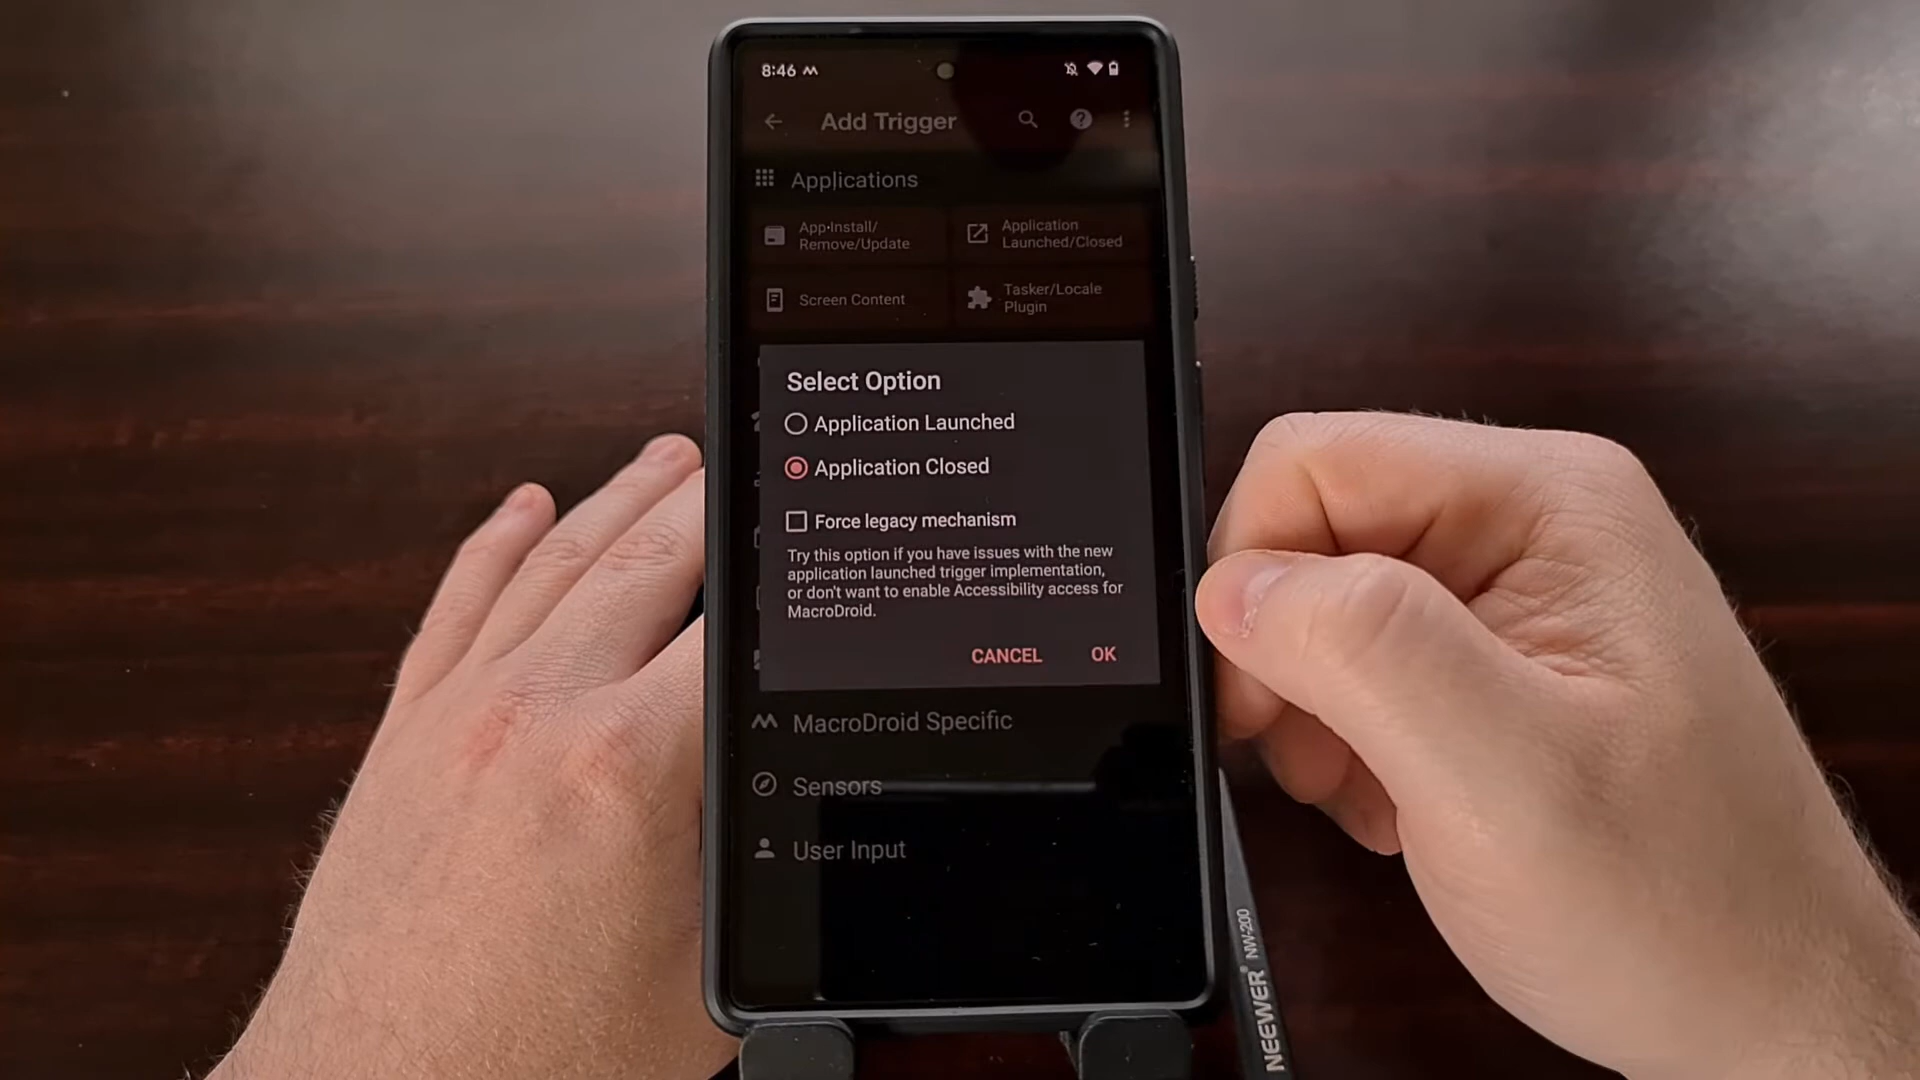 8:46
Add Trigger
Applications
App Install/
Remove/Update
Application
Launched/Closed
Screen Content
Tasker/Locale
Plugin
Select Option
Application Launched
Application Closed
Force legacy mechanism
Try this option if you have issues with the new
application launched trigger implementation,
or don't want to enable Accessibility access for
MacroDroid.
CANCEL OK
MacroDroid Specific
Sensors
User Input
NEEWER® NW-200